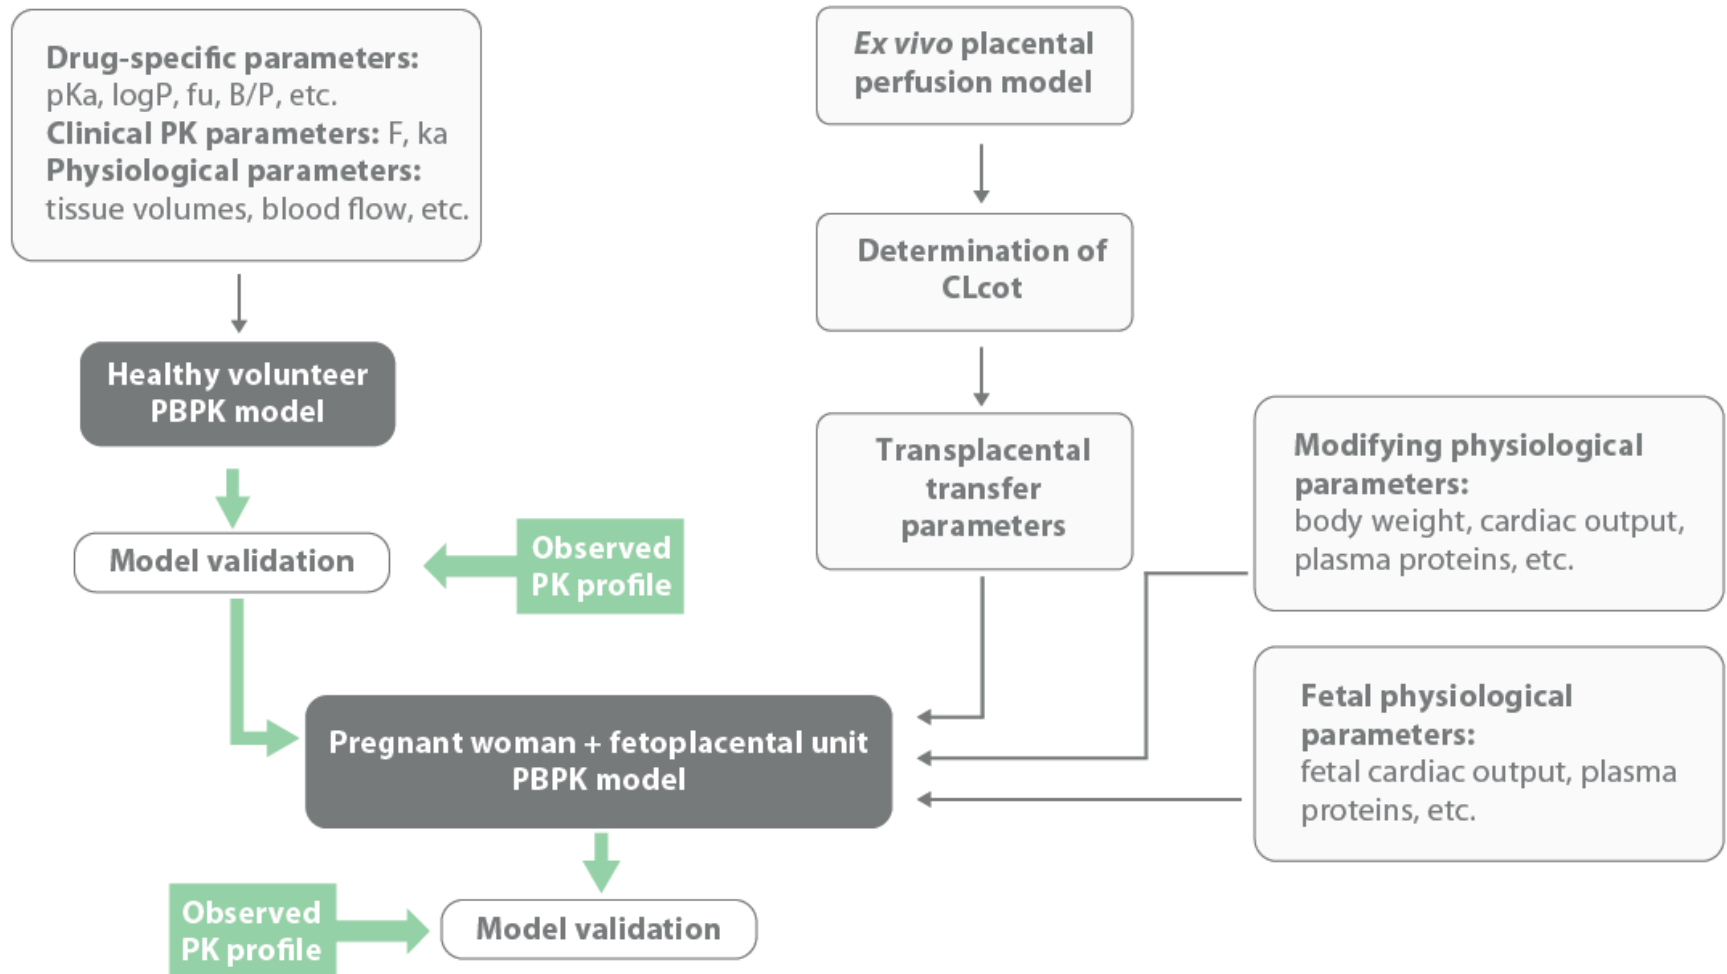 Drug-specific parameters:
pKa, logP, fu, B/P, etc.
Clinical PK parameters: F, ka
Physiological parameters:
tissue volumes, blood flow, etc.
Healthy volunteer
PBPK model
Model validation
Observed
PK profile
Ex vivo placental
perfusion model
Determination of
CLcot
Transplacental
transfer
parameters
Modifying physiological
parameters:
body weight, cardiac output,
plasma proteins, etc.
Fetal physiological
parameters:
fetal cardiac output, plasma
proteins, etc.
Pregnant woman + fetoplacental unit
PBPK model
Observed
PK profile
Model validation